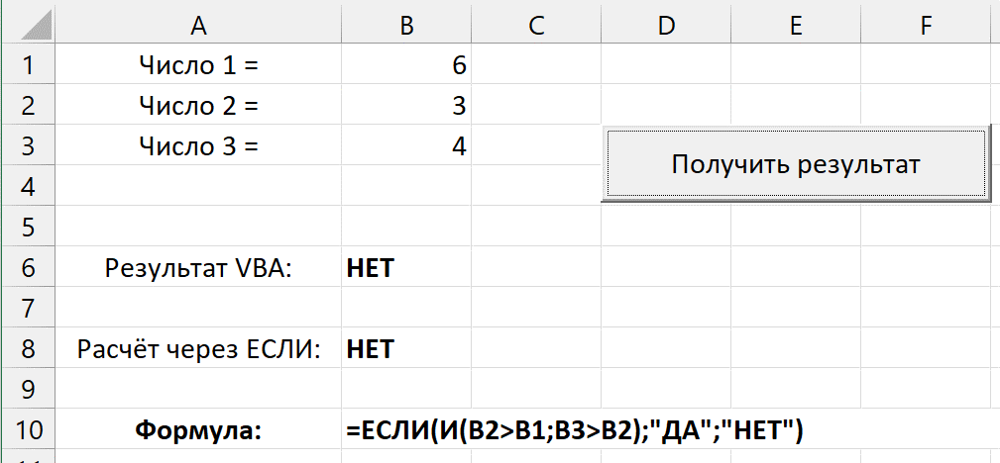 A B C D E F
1 Число 1 = 6
2 Число 2 = 3
3 Число 3 = 4
Получить результат
4
5
6 Результат VBA: НЕТ
7
8 Расчёт через ЕСЛИ: НЕТ
9
10 Формула: =ЕСЛИ(И(B2>B1;B3>B2);"ДА";"НЕТ")